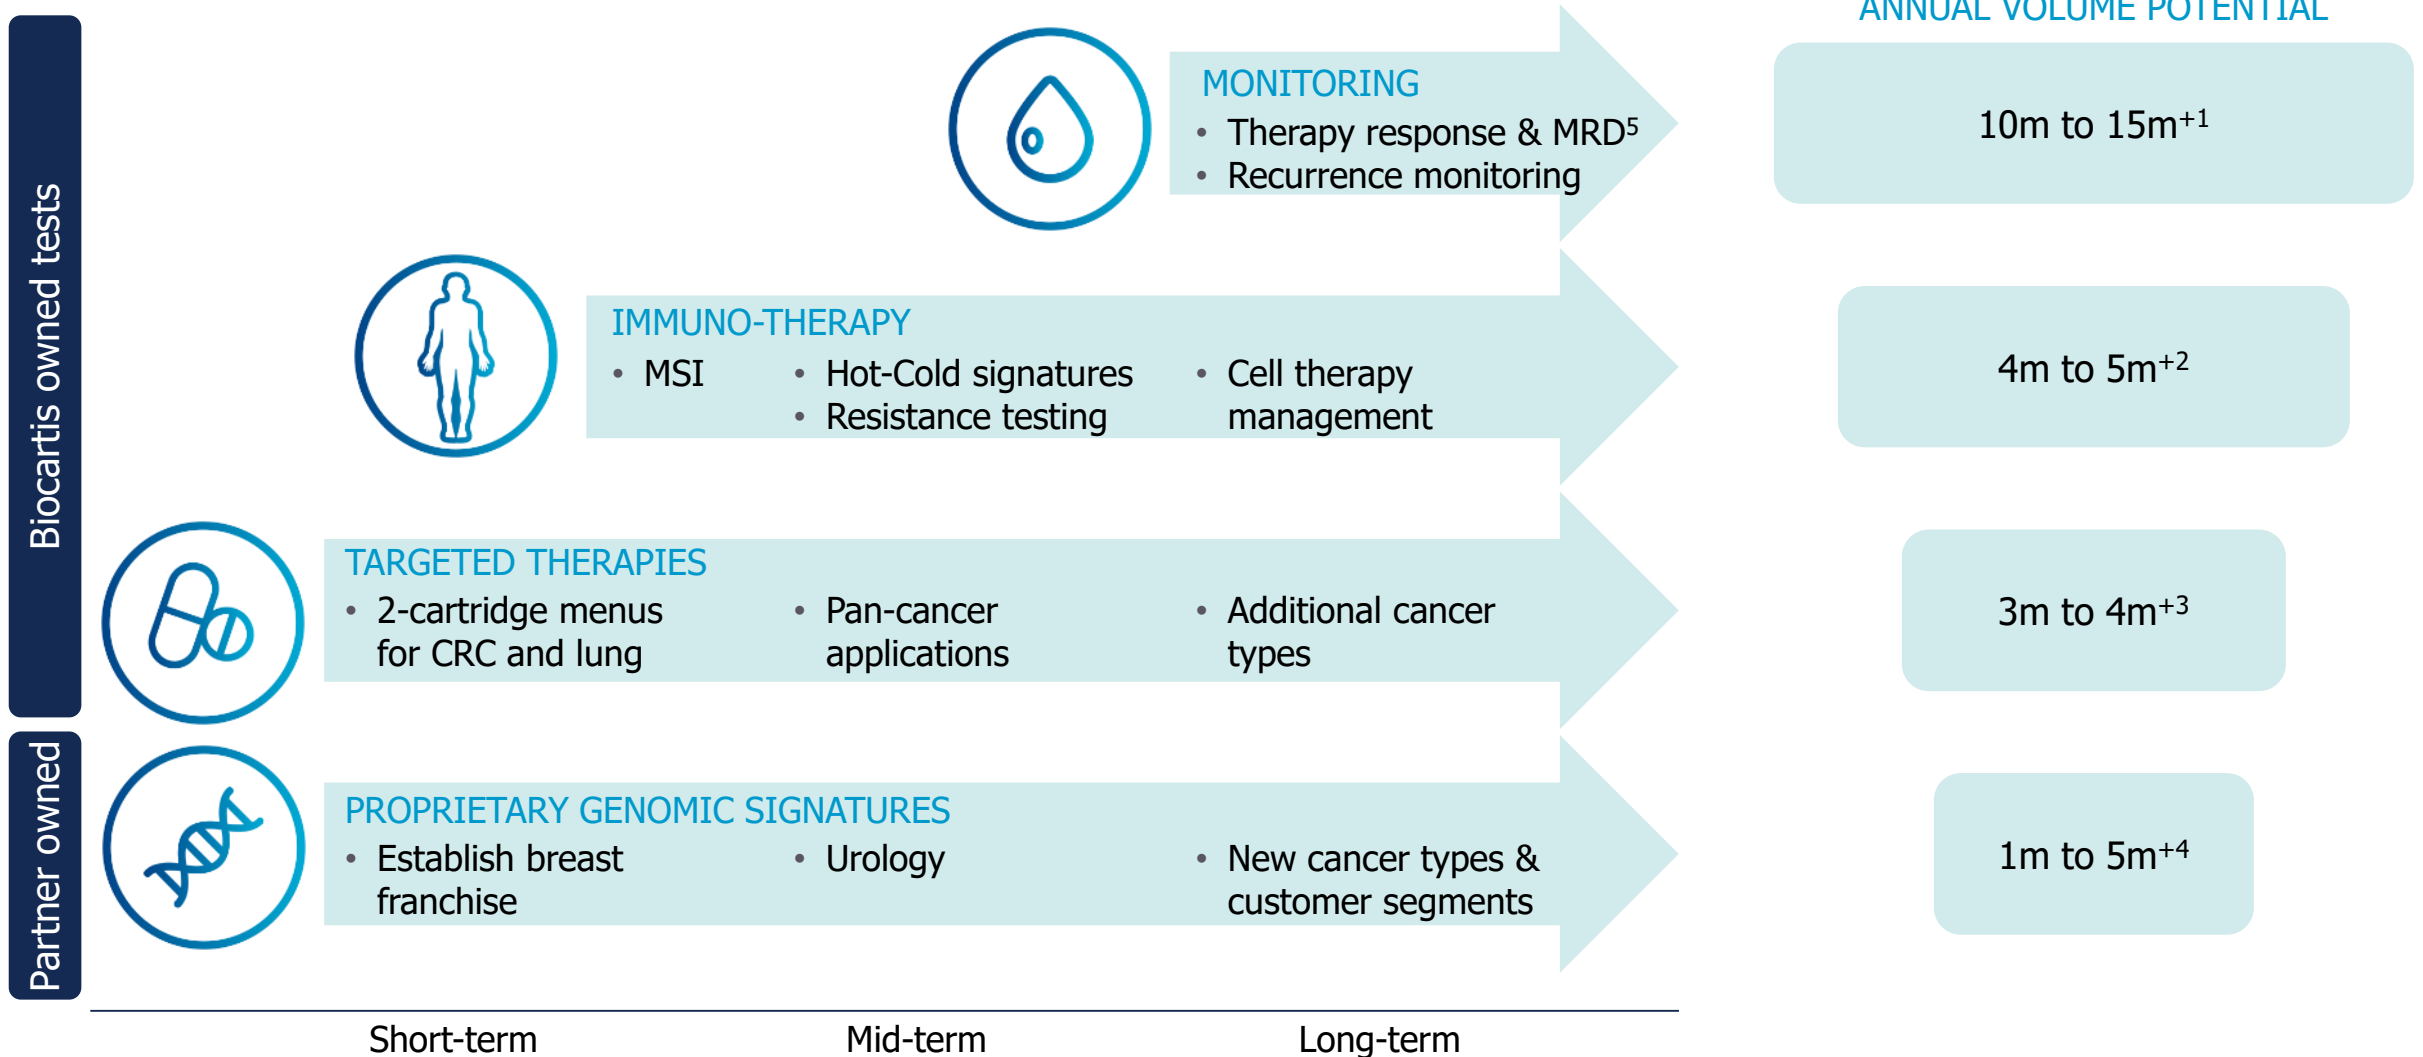 ANNUAL VOLUME POTENTIAL
Biocartis owned tests
MONITORING
• Therapy response & MRD⁵
• Recurrence monitoring
10m to 15m⁺¹
IMMUNO-THERAPY
• MSI
• Hot-Cold signatures
• Resistance testing
• Cell therapy
management
4m to 5m⁺²
TARGETED THERAPIES
• 2-cartridge menus
for CRC and lung
• Pan-cancer
applications
• Additional cancer
types
3m to 4m⁺³
Partner owned
PROPRIETARY GENOMIC SIGNATURES
• Establish breast
franchise
• Urology
• New cancer types &
customer segments
1m to 5m⁺⁴
Short-term
Mid-term
Long-term